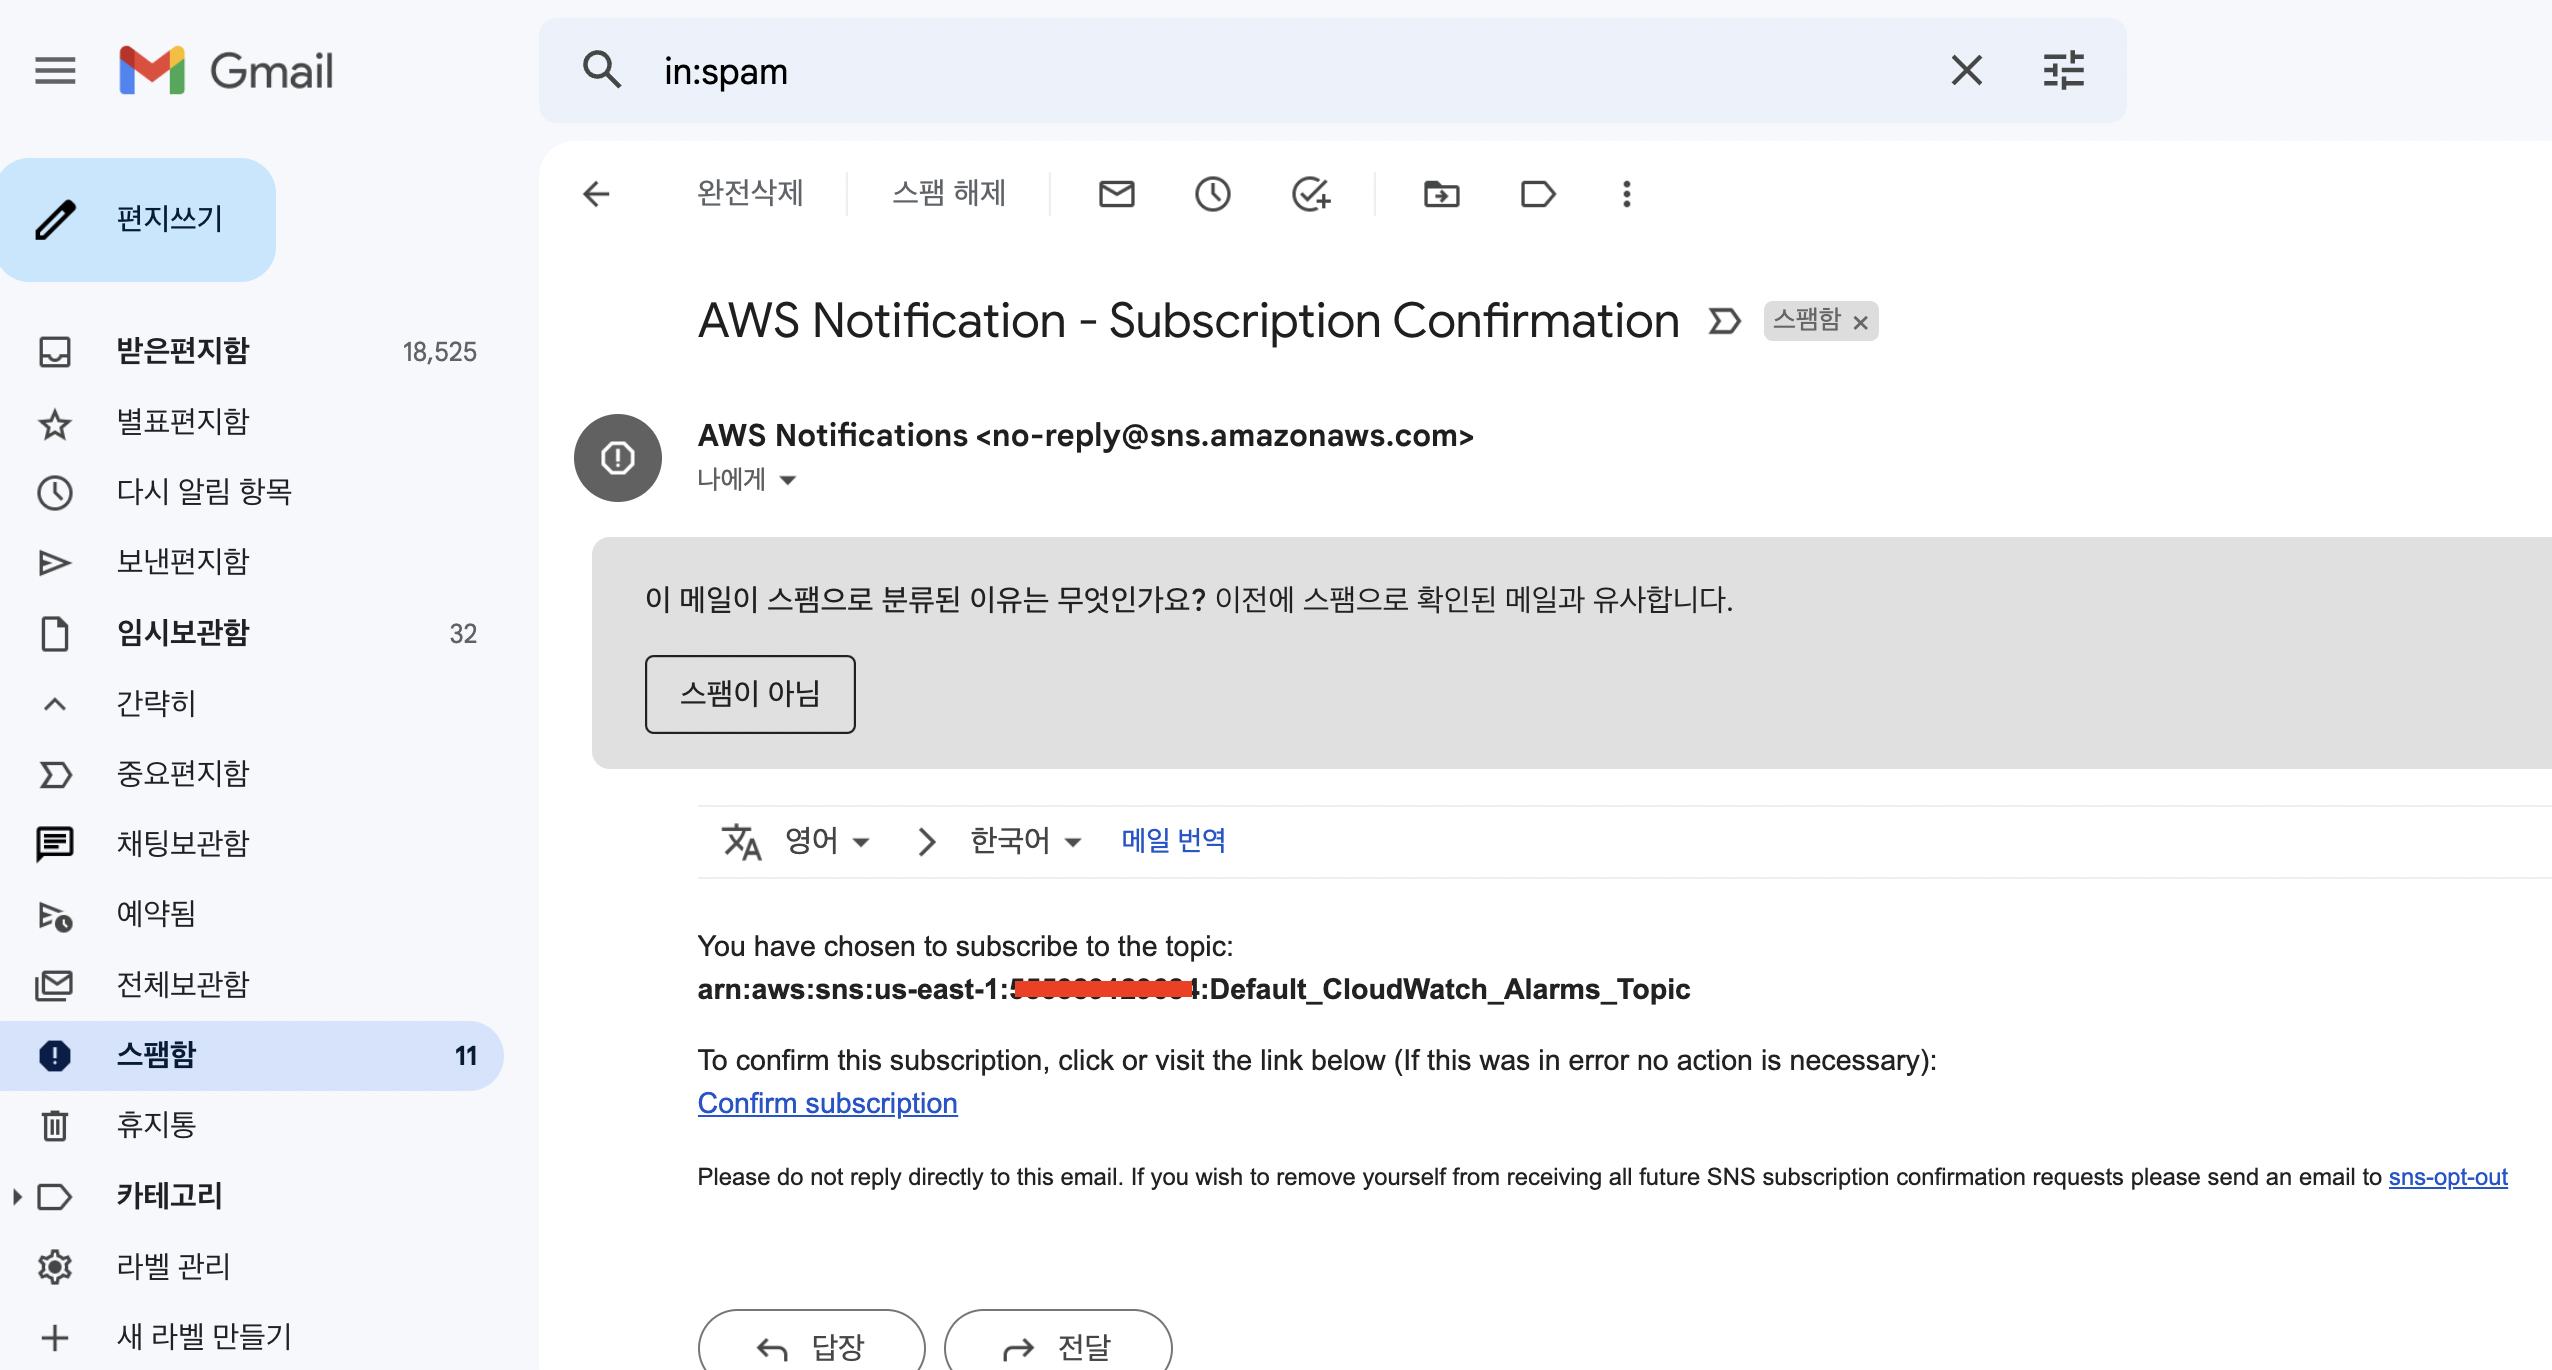 Gmail
in:spam
편지쓰기
완전삭제
스팸 해제
받은편지함 18,525
별표편지함
다시 알림 항목
보낸편지함
임시보관함 32
간략히
중요편지함
채팅보관함
예약됨
전체보관함
스팸함 11
휴지통
카테고리
라벨 관리
새 라벨 만들기
AWS Notification - Subscription Confirmation 스팸함 ×
AWS Notifications <no-reply@sns.amazonaws.com>
나에게
이 메일이 스팸으로 분류된 이유는 무엇인가요? 이전에 스팸으로 확인된 메일과 유사합니다.
스팸이 아님
영어 > 한국어 메일 번역
You have chosen to subscribe to the topic:
arn:aws:sns:us-east-1: :Default_CloudWatch_Alarms_Topic
To confirm this subscription, click or visit the link below (If this was in error no action is necessary):
Confirm subscription
Please do not reply directly to this email. If you wish to remove yourself from receiving all future SNS subscription confirmation requests please send an email to sns-opt-out
답장
전달